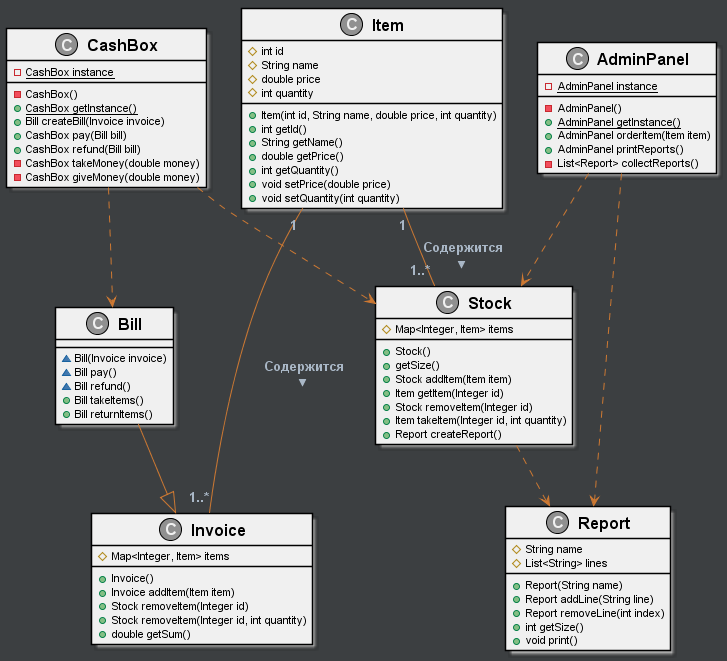 C CashBox
CashBox instance
CashBox()
CashBox getInstance()
Bill createBill(Invoice invoice)
CashBox pay(Bill bill)
CashBox refund(Bill bill)
CashBox takeMoney(double money)
CashBox giveMoney(double money)
C Item
int id
String name
double price
int quantity
Item(int id, String name, double price, int quantity)
int getId()
String getName()
double getPrice()
int getQuantity()
void setPrice(double price)
void setQuantity(int quantity)
C AdminPanel
AdminPanel instance
AdminPanel()
AdminPanel getInstance()
AdminPanel orderItem(Item item)
AdminPanel printReports()
List<Report> collectReports()
1
1
Содержится
1..*
C Bill
Bill(Invoice invoice)
Bill pay()
Bill refund()
Bill takeItems()
Bill returnItems()
Содержится
C Stock
Map<Integer, Item> items
Stock()
getSize()
Stock addItem(Item item)
Item getItem(Integer id)
Stock removeItem(Integer id)
Item takeItem(Integer id, int quantity)
Report createReport()
1..*
C Invoice
Map<Integer, Item> items
Invoice()
Invoice addItem(Item item)
Stock removeItem(Integer id)
Stock removeItem(Integer id, int quantity)
double getSum()
C Report
String name
List<String> lines
Report(String name)
Report addLine(String line)
Report removeLine(int index)
int getSize()
void print()